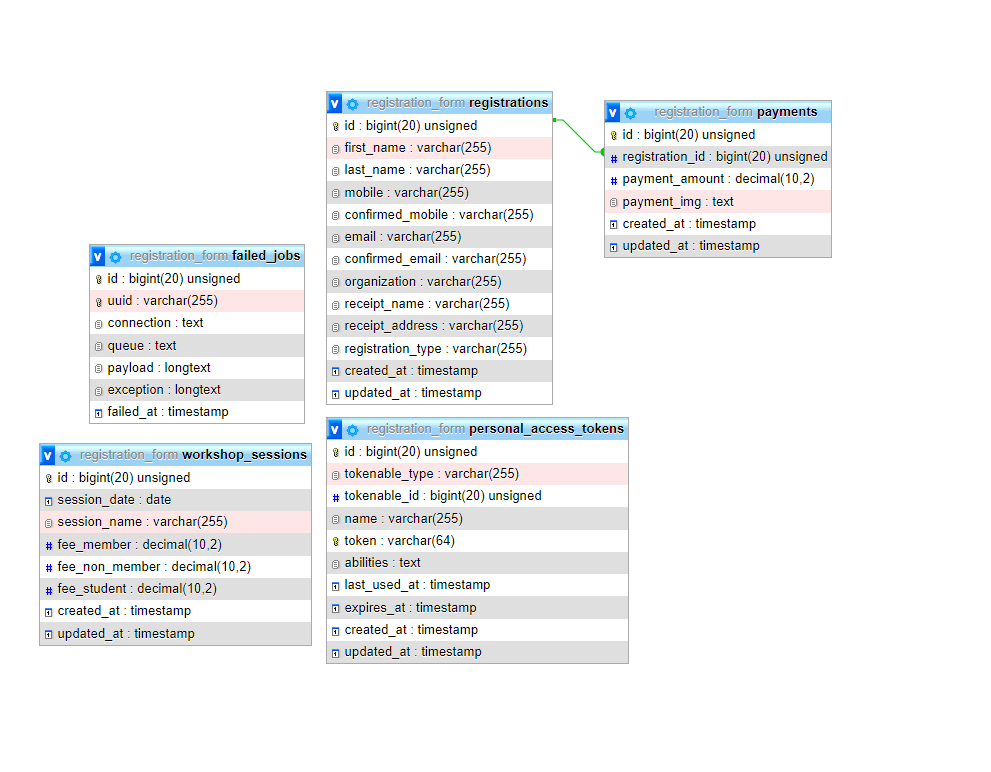 v registration_form registrations
id : bigint(20) unsigned
first_name : varchar(255)
last_name : varchar(255)
mobile : varchar(255)
confirmed_mobile : varchar(255)
email : varchar(255)
confirmed_email : varchar(255)
organization : varchar(255)
receipt_name : varchar(255)
receipt_address : varchar(255)
registration_type : varchar(255)
created_at : timestamp
updated_at : timestamp
v registration_form payments
id : bigint(20) unsigned
# registration_id : bigint(20) unsigned
# payment_amount : decimal(10,2)
payment_img : text
created_at : timestamp
updated_at : timestamp
v registration_form failed_jobs
id : bigint(20) unsigned
uuid : varchar(255)
connection : text
queue : text
payload : longtext
exception : longtext
failed_at : timestamp
v registration_form workshop_sessions
id : bigint(20) unsigned
session_date : date
session_name : varchar(255)
# fee_member : decimal(10,2)
# fee_non_member : decimal(10,2)
# fee_student : decimal(10,2)
created_at : timestamp
updated_at : timestamp
v registration_form personal_access_tokens
id : bigint(20) unsigned
tokenable_type : varchar(255)
# tokenable_id : bigint(20) unsigned
name : varchar(255)
token : varchar(64)
abilities : text
last_used_at : timestamp
expires_at : timestamp
created_at : timestamp
updated_at : timestamp